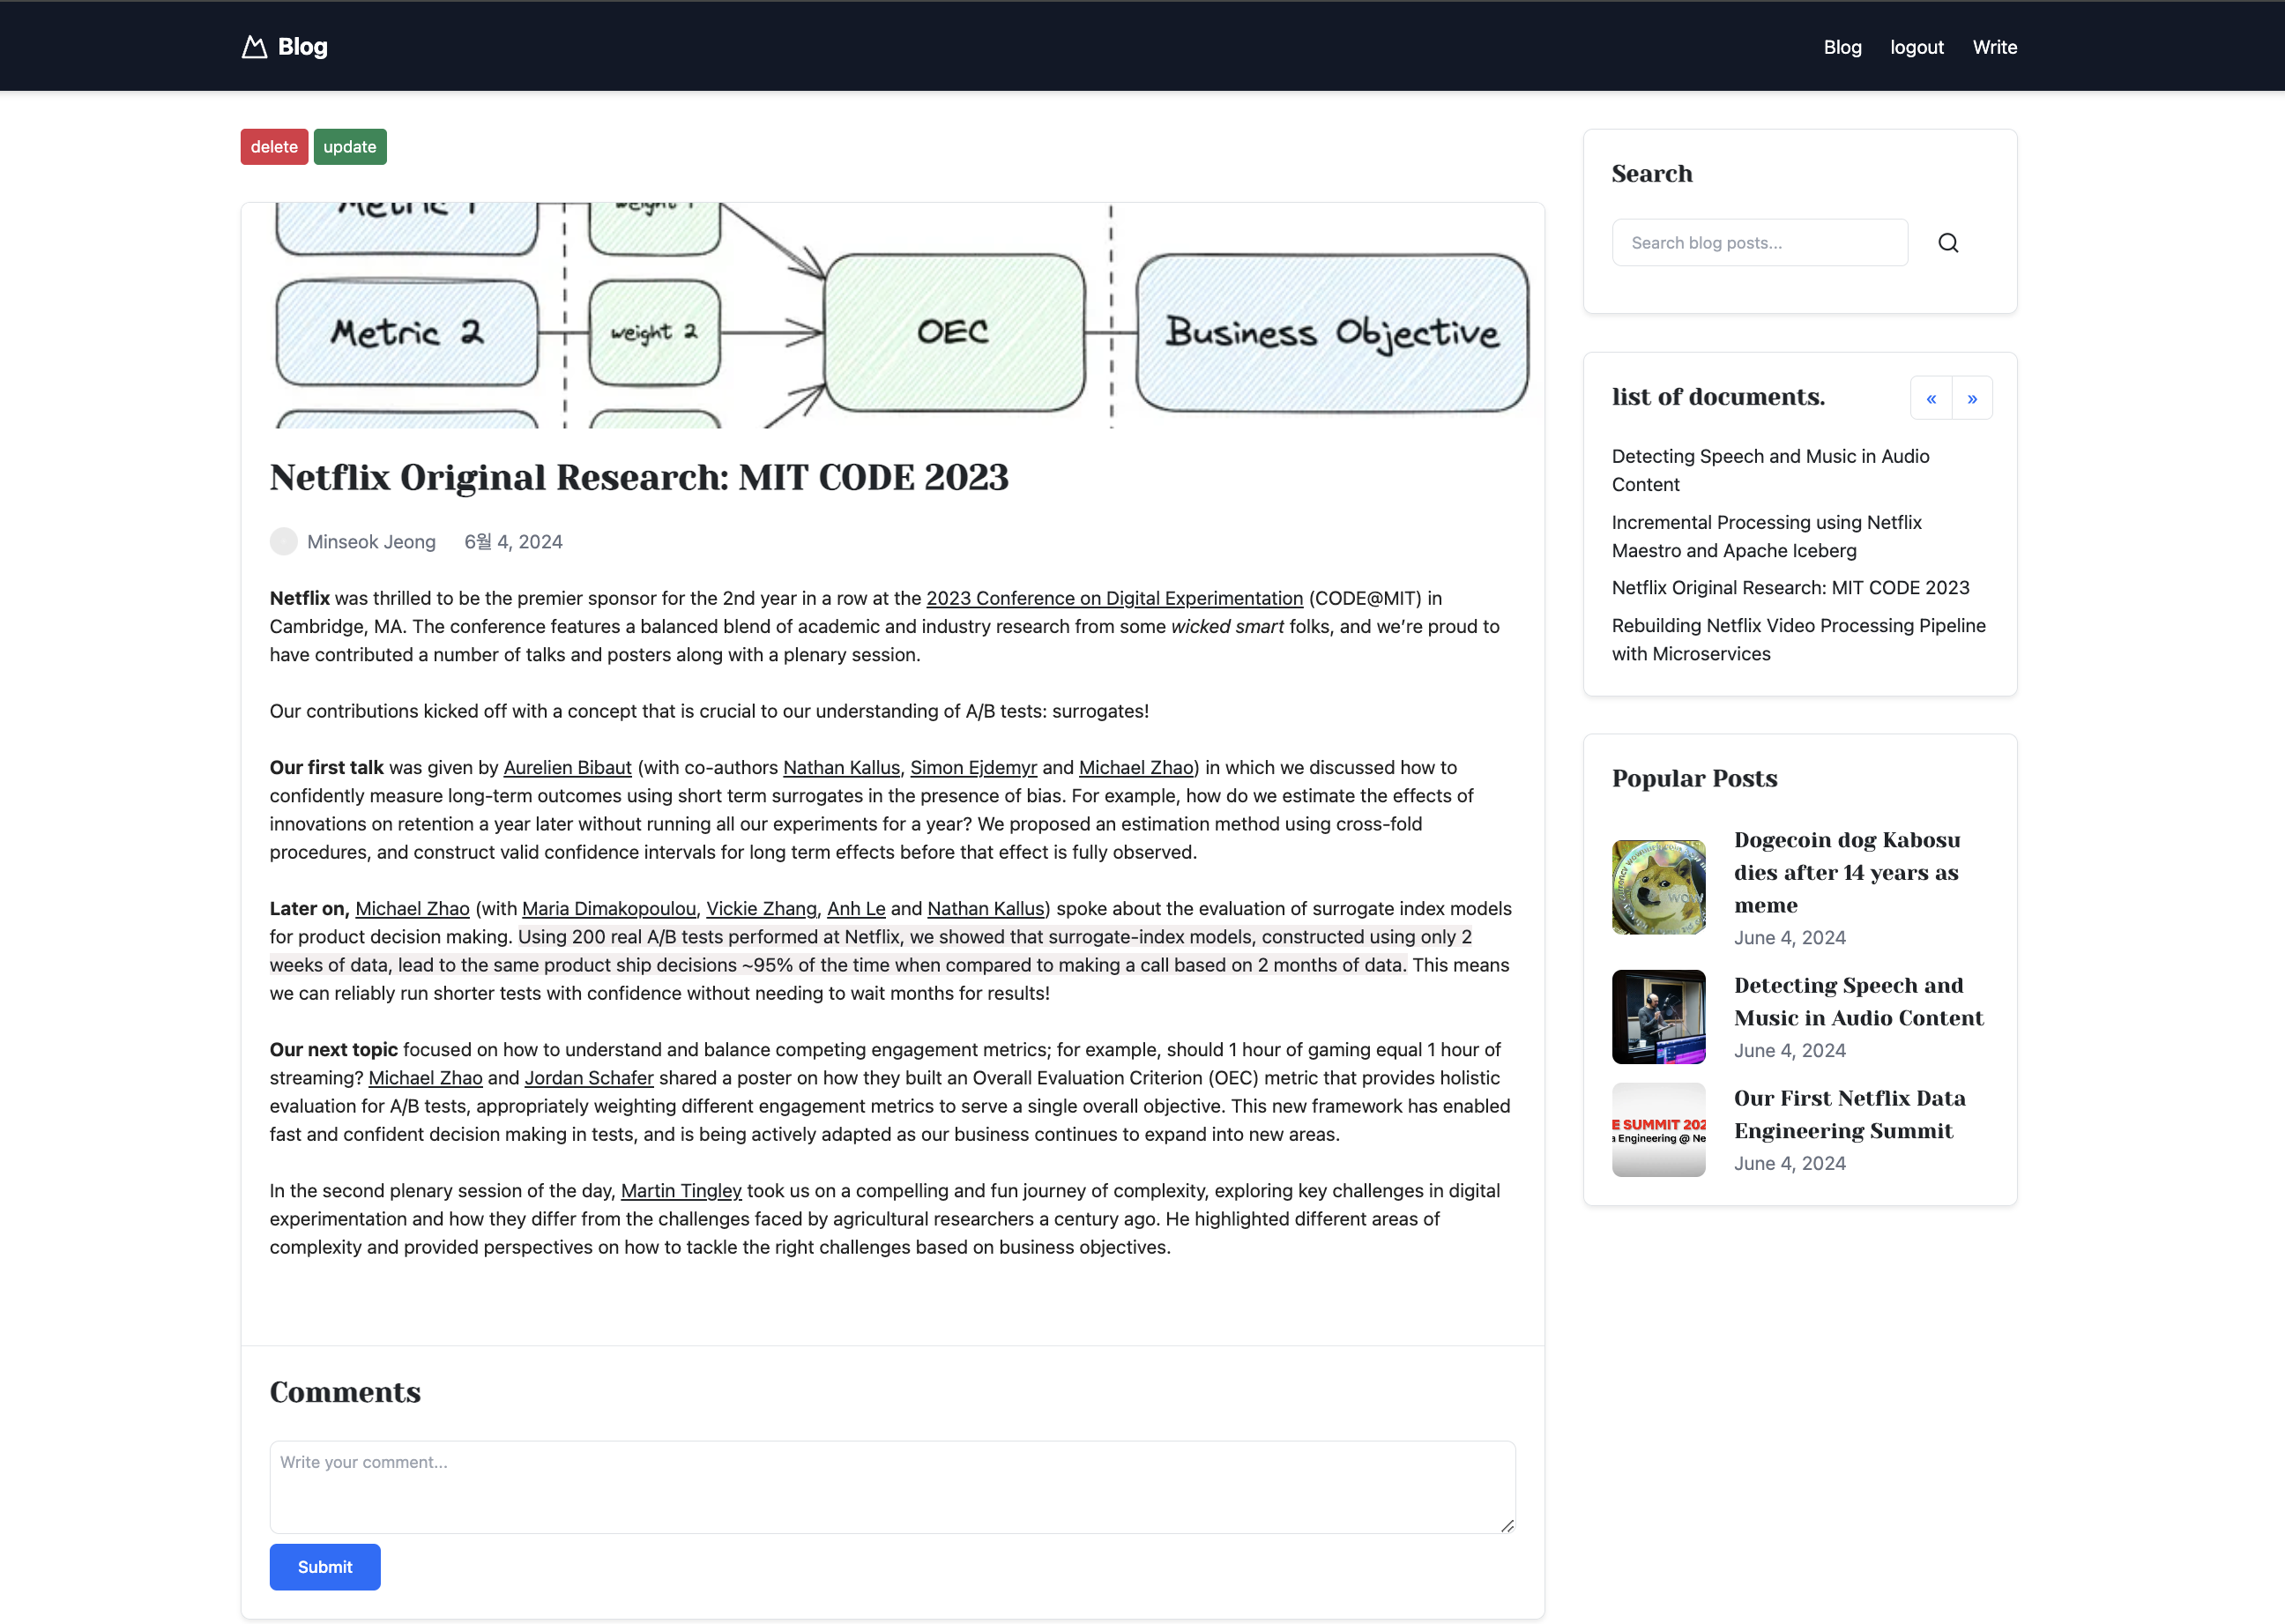 Blog
Blog logout Write
delete update
Metric 1 weight 1
Metric 2 weight 2 OEC Business Objective
Netflix Original Research: MIT CODE 2023
Minseok Jeong 6월 4, 2024
Netflix was thrilled to be the premier sponsor for the 2nd year in a row at the 2023 Conference on Digital Experimentation (CODE@MIT) in
Cambridge, MA. The conference features a balanced blend of academic and industry research from some wicked smart folks, and we’re proud to
have contributed a number of talks and posters along with a plenary session.
Our contributions kicked off with a concept that is crucial to our understanding of A/B tests: surrogates!
Our first talk was given by Aurelien Bibaut (with co-authors Nathan Kallus, Simon Ejdemyr and Michael Zhao) in which we discussed how to
confidently measure long-term outcomes using short term surrogates in the presence of bias. For example, how do we estimate the effects of
innovations on retention a year later without running all our experiments for a year? We proposed an estimation method using cross-fold
procedures, and construct valid confidence intervals for long term effects before that effect is fully observed.
Later on, Michael Zhao (with Maria Dimakopoulou, Vickie Zhang, Anh Le and Nathan Kallus) spoke about the evaluation of surrogate index models
for product decision making. Using 200 real A/B tests performed at Netflix, we showed that surrogate-index models, constructed using only 2
weeks of data, lead to the same product ship decisions ~95% of the time when compared to making a call based on 2 months of data. This means
we can reliably run shorter tests with confidence without needing to wait months for results!
Our next topic focused on how to understand and balance competing engagement metrics; for example, should 1 hour of gaming equal 1 hour of
streaming? Michael Zhao and Jordan Schafer shared a poster on how they built an Overall Evaluation Criterion (OEC) metric that provides holistic
evaluation for A/B tests, appropriately weighting different engagement metrics to serve a single overall objective. This new framework has enabled
fast and confident decision making in tests, and is being actively adapted as our business continues to expand into new areas.
In the second plenary session of the day, Martin Tingley took us on a compelling and fun journey of complexity, exploring key challenges in digital
experimentation and how they differ from the challenges faced by agricultural researchers a century ago. He highlighted different areas of
complexity and provided perspectives on how to tackle the right challenges based on business objectives.
Comments
Write your comment...
Submit
Search
Search blog posts...
list of documents. « »
Detecting Speech and Music in Audio
Content
Incremental Processing using Netflix
Maestro and Apache Iceberg
Netflix Original Research: MIT CODE 2023
Rebuilding Netflix Video Processing Pipeline
with Microservices
Popular Posts
WOW
Dogecoin dog Kabosu
dies after 14 years as
meme
June 4, 2024
Detecting Speech and
Music in Audio Content
June 4, 2024
E SUMMIT 202
a Engineering @ Ne
Our First Netflix Data
Engineering Summit
June 4, 2024